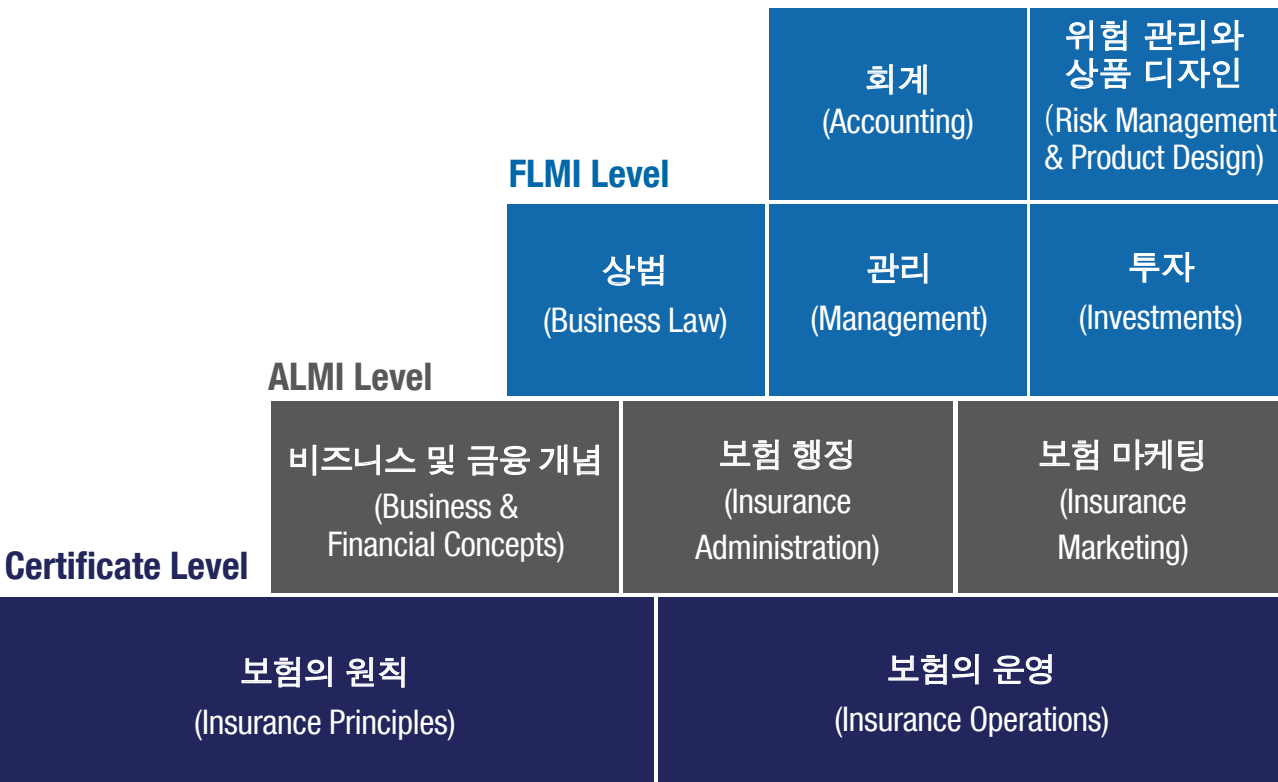 회계
(Accounting)
위험 관리와
상품 디자인
(Risk Management
& Product Design)
FLMI Level
상법
(Business Law)
관리
(Management)
투자
(Investments)
ALMI Level
비즈니스 및 금융 개념
(Business &
Financial Concepts)
보험 행정
(Insurance
Administration)
보험 마케팅
(Insurance
Marketing)
Certificate Level
보험의 원칙
(Insurance Principles)
보험의 운영
(Insurance Operations)